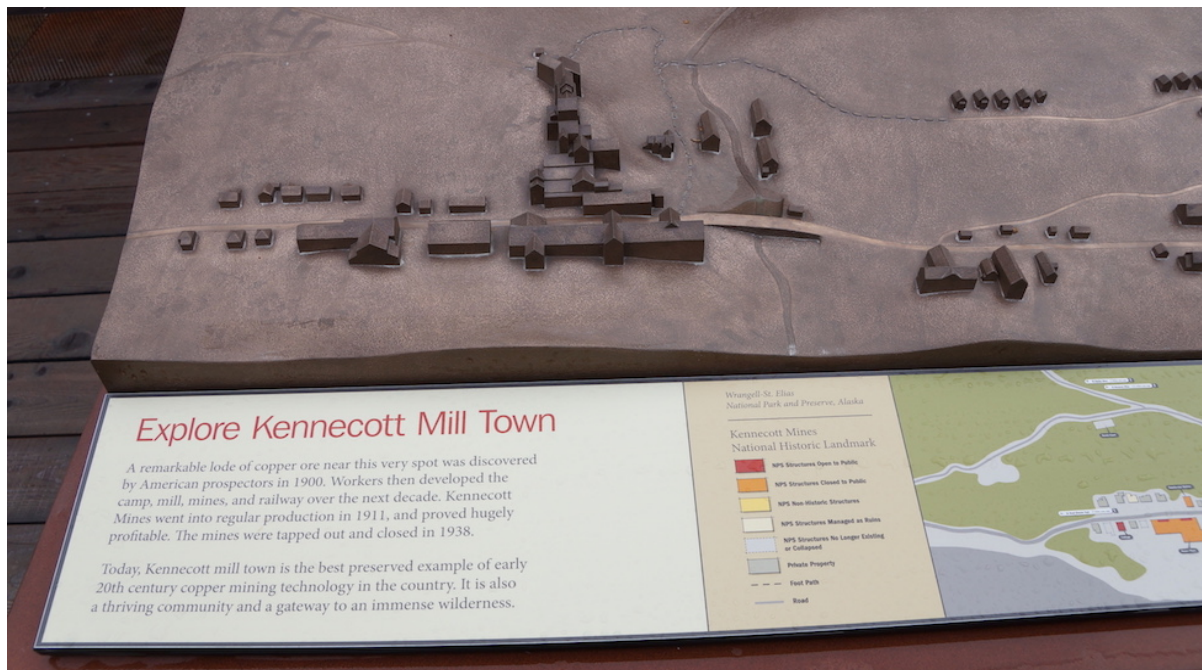 Explore Kennecott Mill Town
A remarkable lode of copper ore near this very spot was discovered
by American prospectors in 1900. Workers then developed the
camp, mill, mines, and railway over the next decade. Kennecott
Mines went into regular production in 1911, and proved hugely
profitable. The mines were tapped out and closed in 1938.
Today, Kennecott mill town is the best preserved example of early
20th century copper mining technology in the country. It is also
a thriving community and a gateway to an immense wilderness.
Wrangell-St. Elias
National Park and Preserve, Alaska
Kennecott Mines
National Historic Landmark
NPS Structures Open to Public
NPS Structures Closed to Public
NPS Non-Historic Structures
NPS Structures Managed as Ruins
NPS Structures No Longer Existing
or Collapsed
Private Property
Foot Path
Road